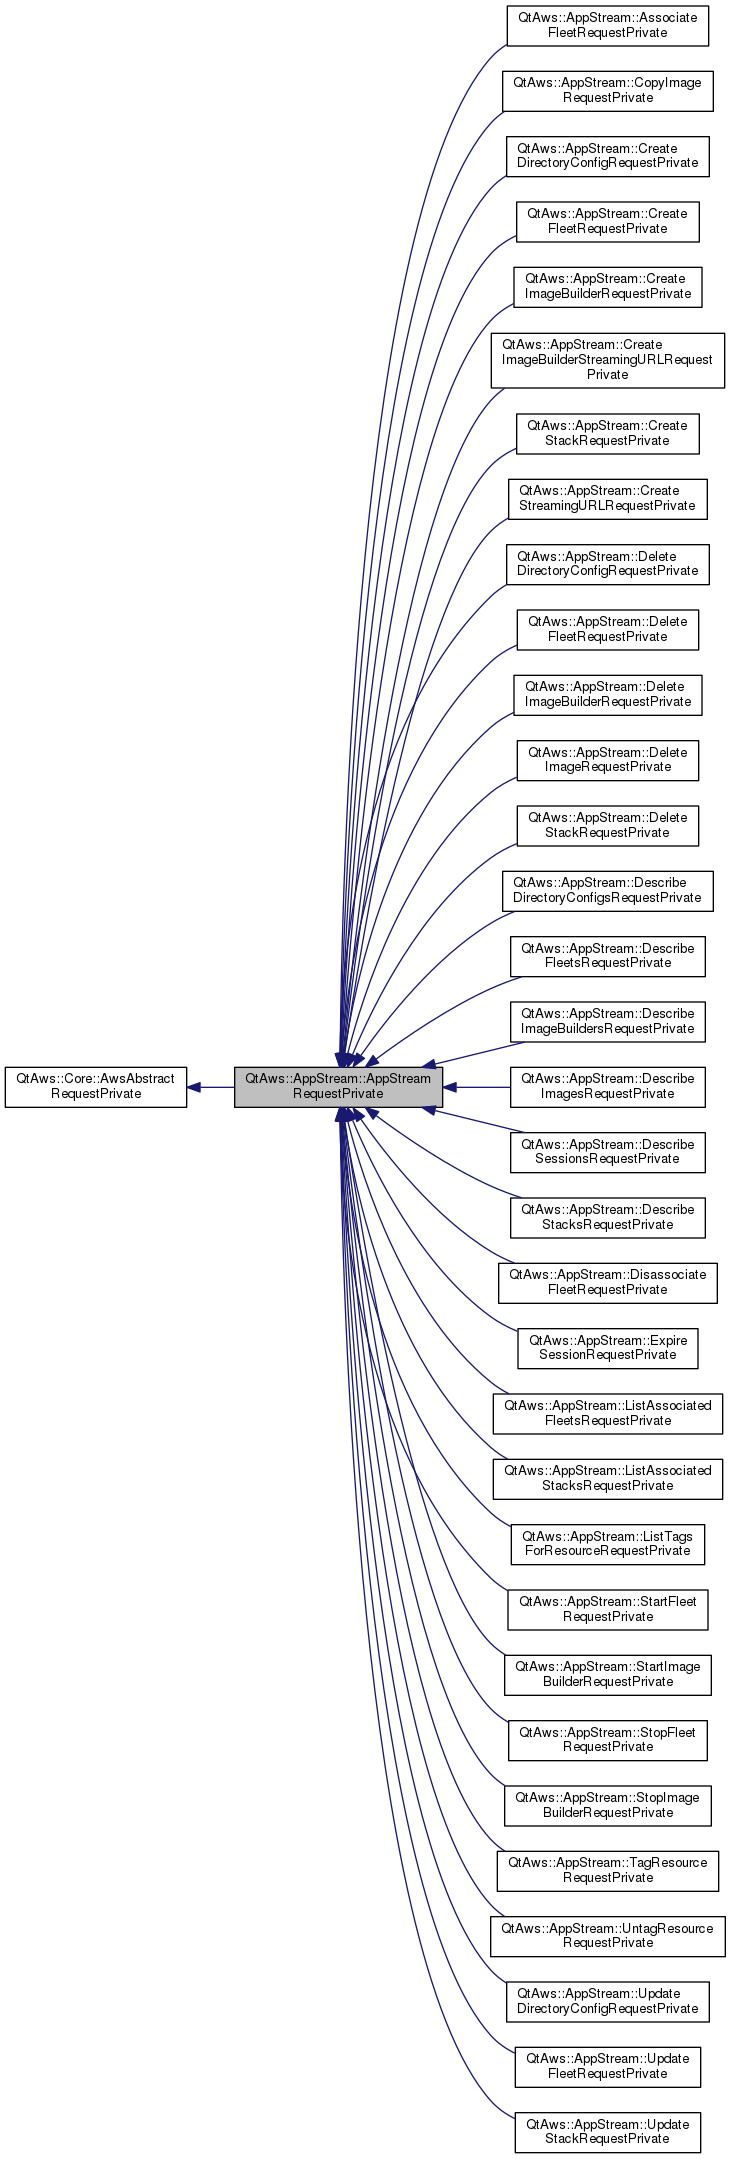 QtAws::AppStream::Associate
FleetRequestPrivate
QtAws::AppStream::CopyImage
RequestPrivate
QtAws::AppStream::Create
DirectoryConfigRequestPrivate
QtAws::AppStream::Create
FleetRequestPrivate
QtAws::AppStream::Create
ImageBuilderRequestPrivate
QtAws::AppStream::Create
ImageBuilderStreamingURLRequest
Private
QtAws::AppStream::Create
StackRequestPrivate
QtAws::AppStream::Create
StreamingURLRequestPrivate
QtAws::AppStream::Delete
DirectoryConfigRequestPrivate
QtAws::AppStream::Delete
FleetRequestPrivate
QtAws::AppStream::Delete
ImageBuilderRequestPrivate
QtAws::AppStream::Delete
ImageRequestPrivate
QtAws::AppStream::Delete
StackRequestPrivate
QtAws::AppStream::Describe
DirectoryConfigsRequestPrivate
QtAws::AppStream::Describe
FleetsRequestPrivate
QtAws::AppStream::Describe
ImageBuildersRequestPrivate
QtAws::Core::AwsAbstract
RequestPrivate
QtAws::AppStream::AppStream
RequestPrivate
QtAws::AppStream::Describe
ImagesRequestPrivate
QtAws::AppStream::Describe
SessionsRequestPrivate
QtAws::AppStream::Describe
StacksRequestPrivate
QtAws::AppStream::Disassociate
FleetRequestPrivate
QtAws::AppStream::Expire
SessionRequestPrivate
QtAws::AppStream::ListAssociated
FleetsRequestPrivate
QtAws::AppStream::ListAssociated
StacksRequestPrivate
QtAws::AppStream::ListTags
ForResourceRequestPrivate
QtAws::AppStream::StartFleet
RequestPrivate
QtAws::AppStream::StartImage
BuilderRequestPrivate
QtAws::AppStream::StopFleet
RequestPrivate
QtAws::AppStream::StopImage
BuilderRequestPrivate
QtAws::AppStream::TagResource
RequestPrivate
QtAws::AppStream::UntagResource
RequestPrivate
QtAws::AppStream::Update
DirectoryConfigRequestPrivate
QtAws::AppStream::Update
FleetRequestPrivate
QtAws::AppStream::Update
StackRequestPrivate